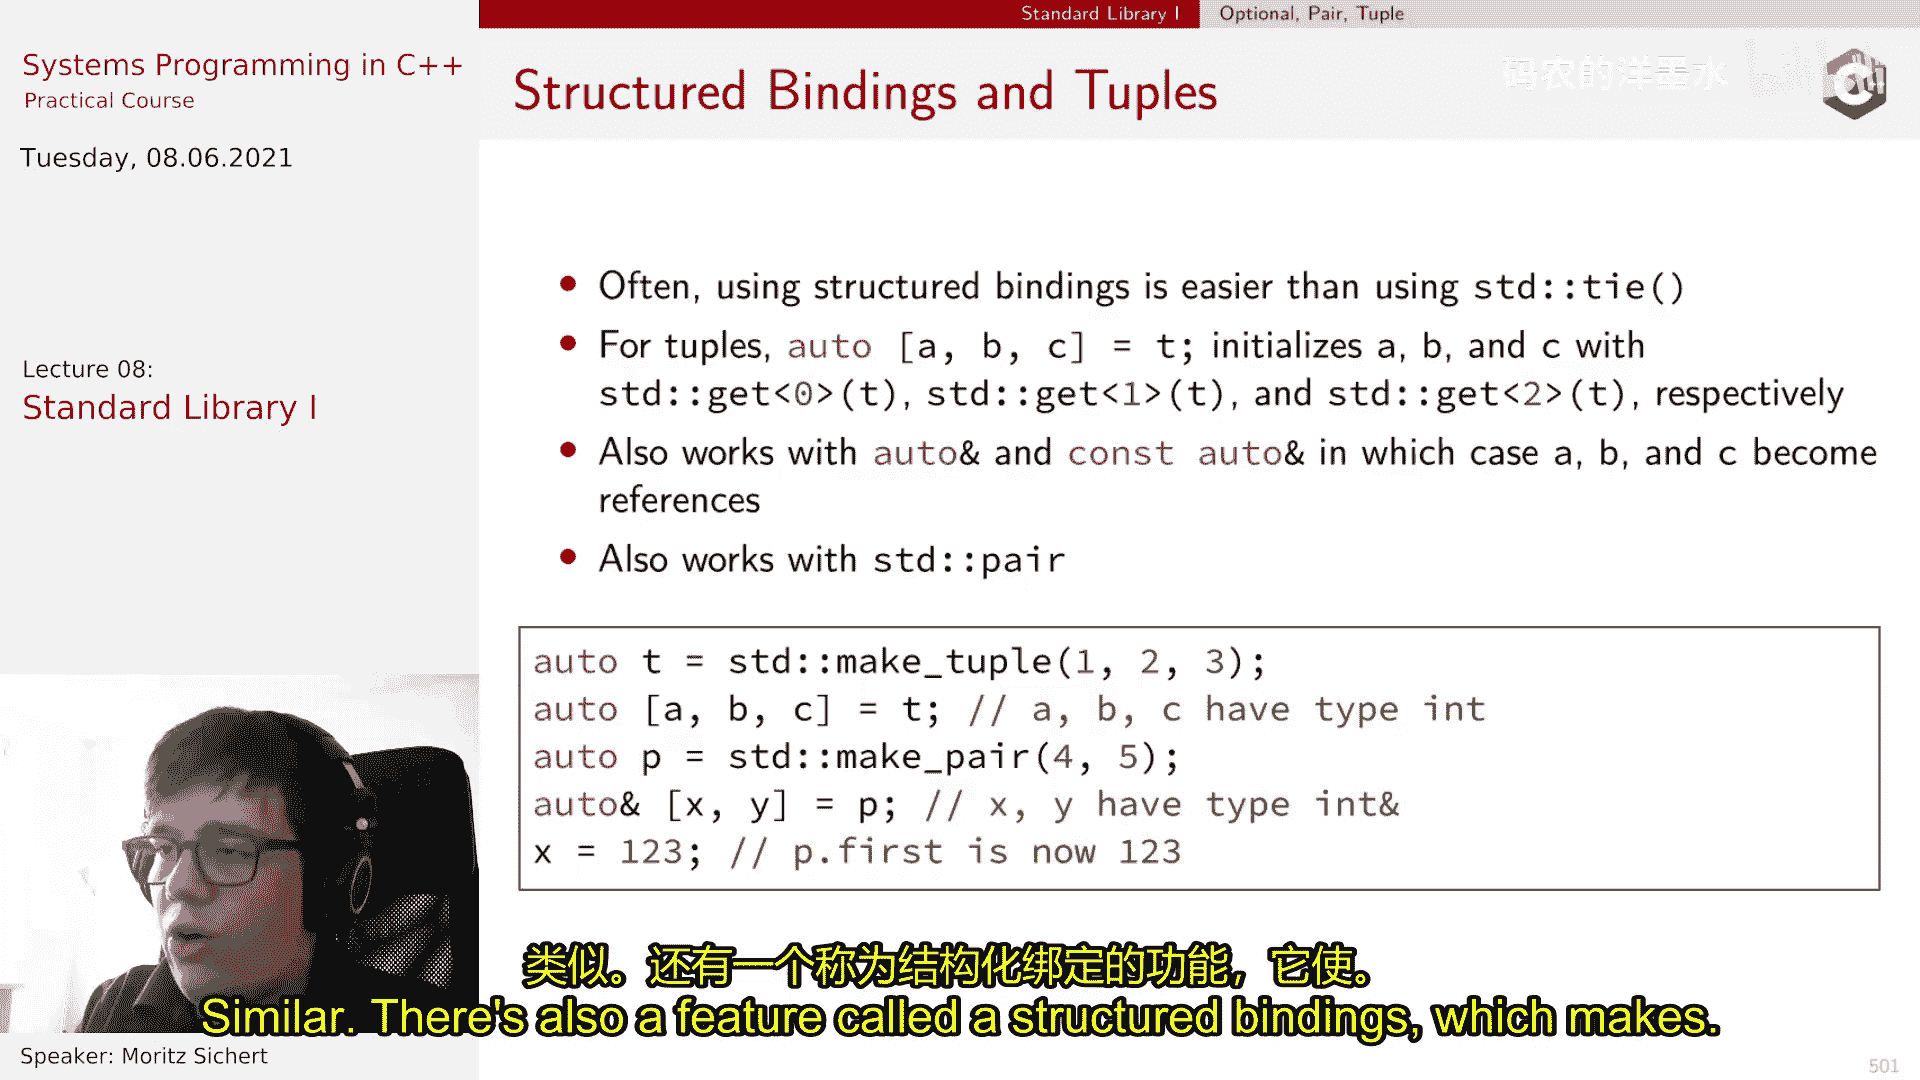 Standard Library I
Optional, Pair, Tuple
Systems Programming in C++
Practical Course
Tuesday, 08.06.2021
Lecture 08:
Standard Library I
Structured Bindings and Tuples
码农的洋墨水
Often, using structured bindings is easier than using std::tie()
For tuples, auto [a, b, c] = t; initializes a, b, and c with
std::get<0>(t), std::get<1>(t), and std::get<2>(t), respectively
Also works with auto& and const auto& in which case a, b, and c become
references
Also works with std::pair
auto t = std::make_tuple(1, 2, 3);
auto [a, b, c] = t; // a, b, c have type int
auto p = std::make_pair(4, 5);
auto& [x, y] = p; // x, y have type int&
x = 123; // p.first is now 123
类似。还有一个称为结构化绑定的功能，它使。
Similar. There's also a feature called a structured bindings, which makes.
Speaker: Moritz Sichert
501